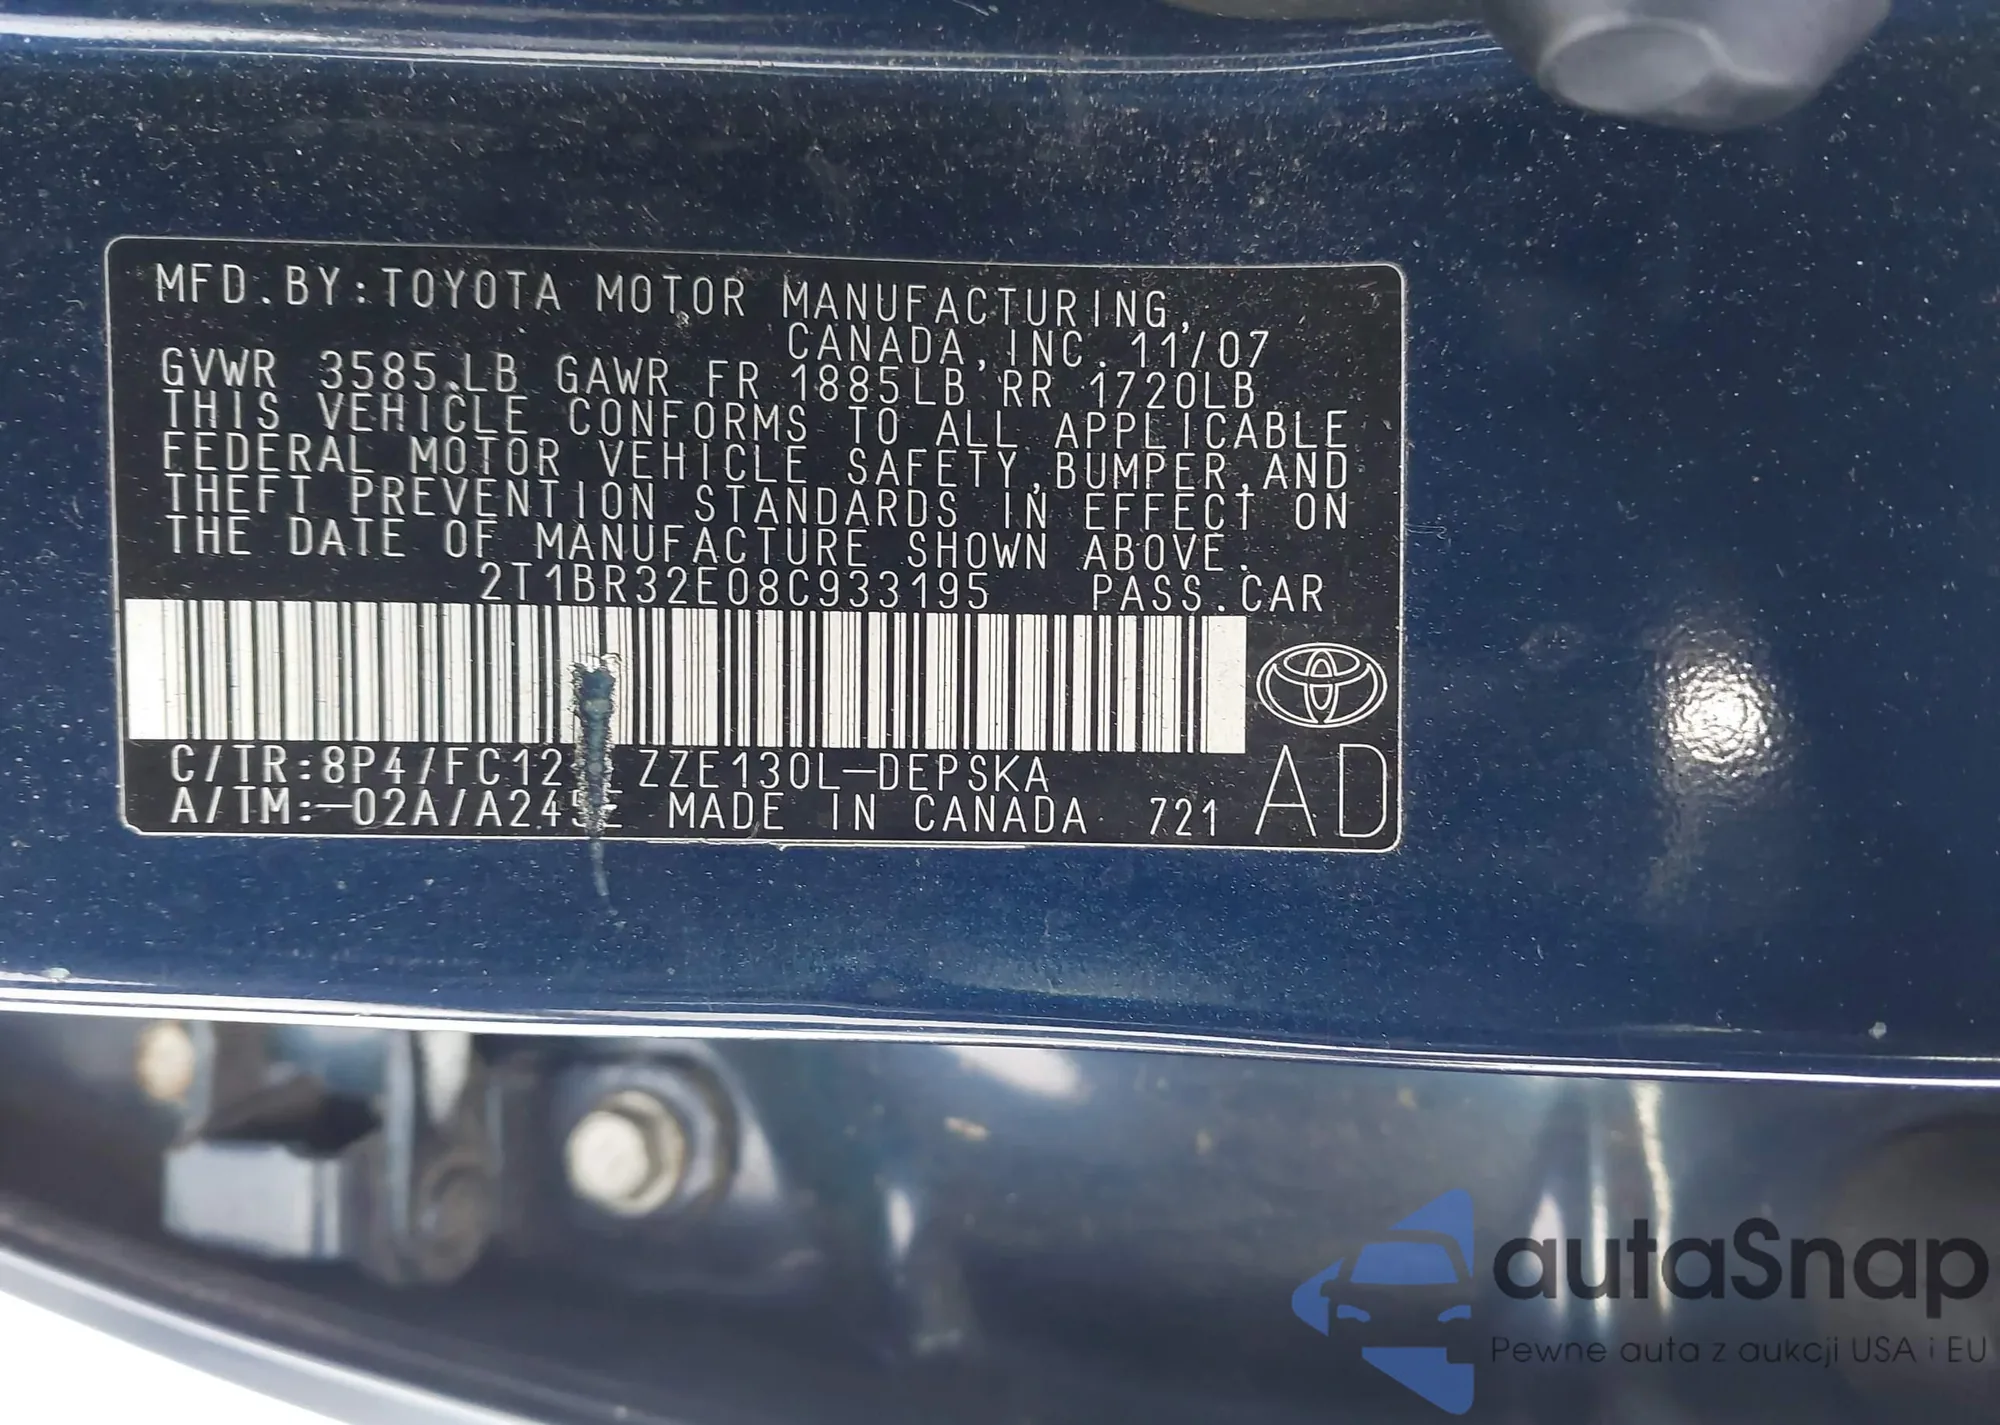 MFD.BY:TOYOTA MOTOR MANUFACTURING,
CANADA,INC. 11/07
GVWR 3585.LB GAWR FR 1885LB RR 1720LB
THIS VEHICLE CONFORMS TO ALL APPLICABLE
FEDERAL MOTOR VEHICLE SAFETY,BUMPER,AND
THEFT PREVENTION STANDARDS IN EFFECT ON
THE DATE OF MANUFACTURE SHOWN ABOVE.
2T1BR32E08C933195 PASS.CAR
C/TR:8P4/FC12 ZZE130L-DEPSKA
A/TM:-02A/A245E MADE IN CANADA 721 AD
autaSnap
Pewne auta z aukcji USA i EU